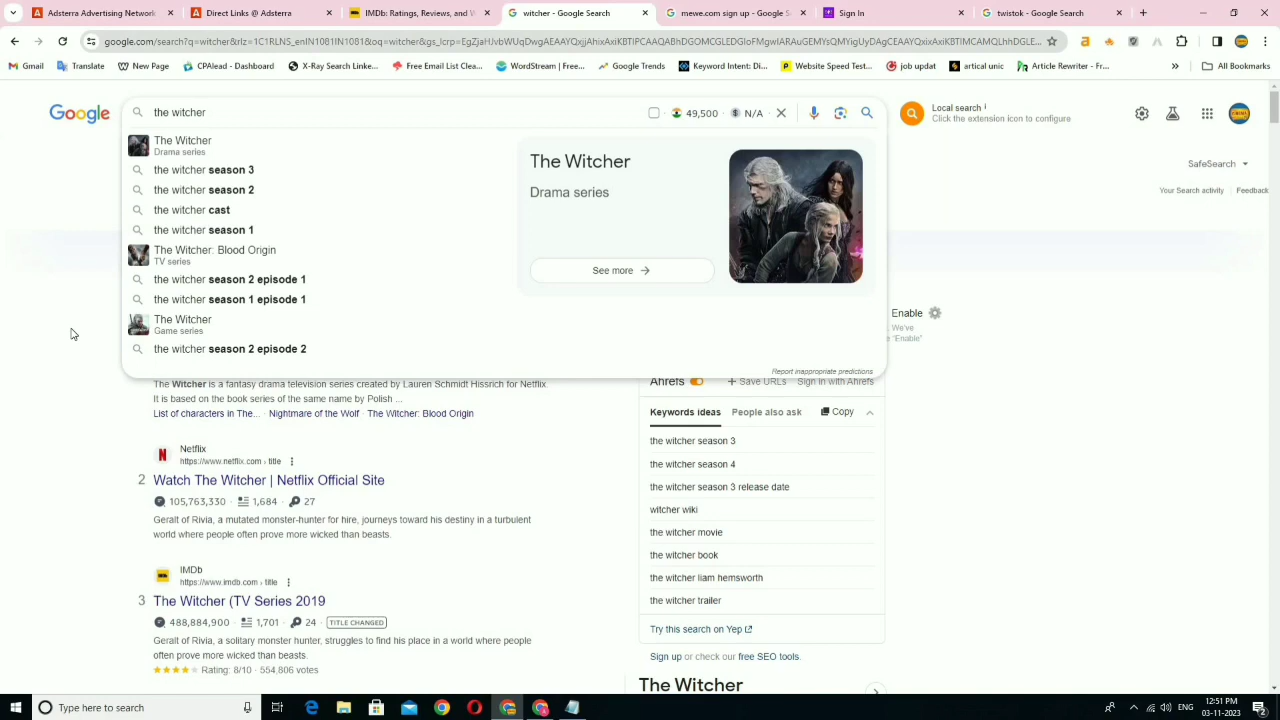 Adsterra Advertising Network
Adsterra Advertising Network
IMDb: Ratings, Reviews, and
witcher - Google Search
power of seo - Google
Sign In
twistok - Google Search
google.com/search?q=witcher&rlz=
Gmail
Translate
New Page
CPAlead - Dashboard
X-Ray Search Linke...
Free Email List Clea...
WordStream | Free...
Google Trends
Keyword Intent: Di...
Website Speed Test...
job updat
artical unic
Article Rewriter - Fr...
»
All Bookmarks
Google
the witcher
49,500
N/A
Local search
Click the extension icon to configure
The Witcher
Drama series
the witcher season 3
the witcher season 2
the witcher cast
the witcher season 1
The Witcher: Blood Origin
TV series
the witcher season 2 episode 1
the witcher season 1 episode 1
The Witcher
Game series
the witcher season 2 episode 2
The Witcher
Drama series
See more →
Report inappropriate predictions
SafeSearch
Your Search activity
Feedback
Enable
. We've
"Enable"
The Witcher is a fantasy drama television series created by Lauren Schmidt Hissrich for Netflix.
It is based on the book series of the same name by Polish ...
List of characters in The... · Nightmare of the Wolf · The Witcher: Blood Origin
Netflix
https://www.netflix.com › title
2 Watch The Witcher | Netflix Official Site
105,763,330 · 1,684 · 27
Geralt of Rivia, a mutated monster-hunter for hire, journeys toward his destiny in a turbulent
world where people often prove more wicked than beasts.
IMDb
https://www.imdb.com › title
3 The Witcher (TV Series 2019
488,884,900 · 1,701 · 24 TITLE CHANGED
Geralt of Rivia, a solitary monster hunter, struggles to find his place in a world where people
often prove more wicked than beasts.
Rating: 8/10 · 554,806 votes
Ahrefs
+ Save URLs
Sign in with Ahrefs
Keywords ideas
People also ask
Copy
the witcher season 3
the witcher season 4
the witcher season 3 release date
witcher wiki
the witcher movie
the witcher book
the witcher liam hemsworth
the witcher trailer
Try this search on Yep
Sign up or check our free SEO tools.
The Witcher
Type here to search
ENG
12:51 PM
03-11-2023
2